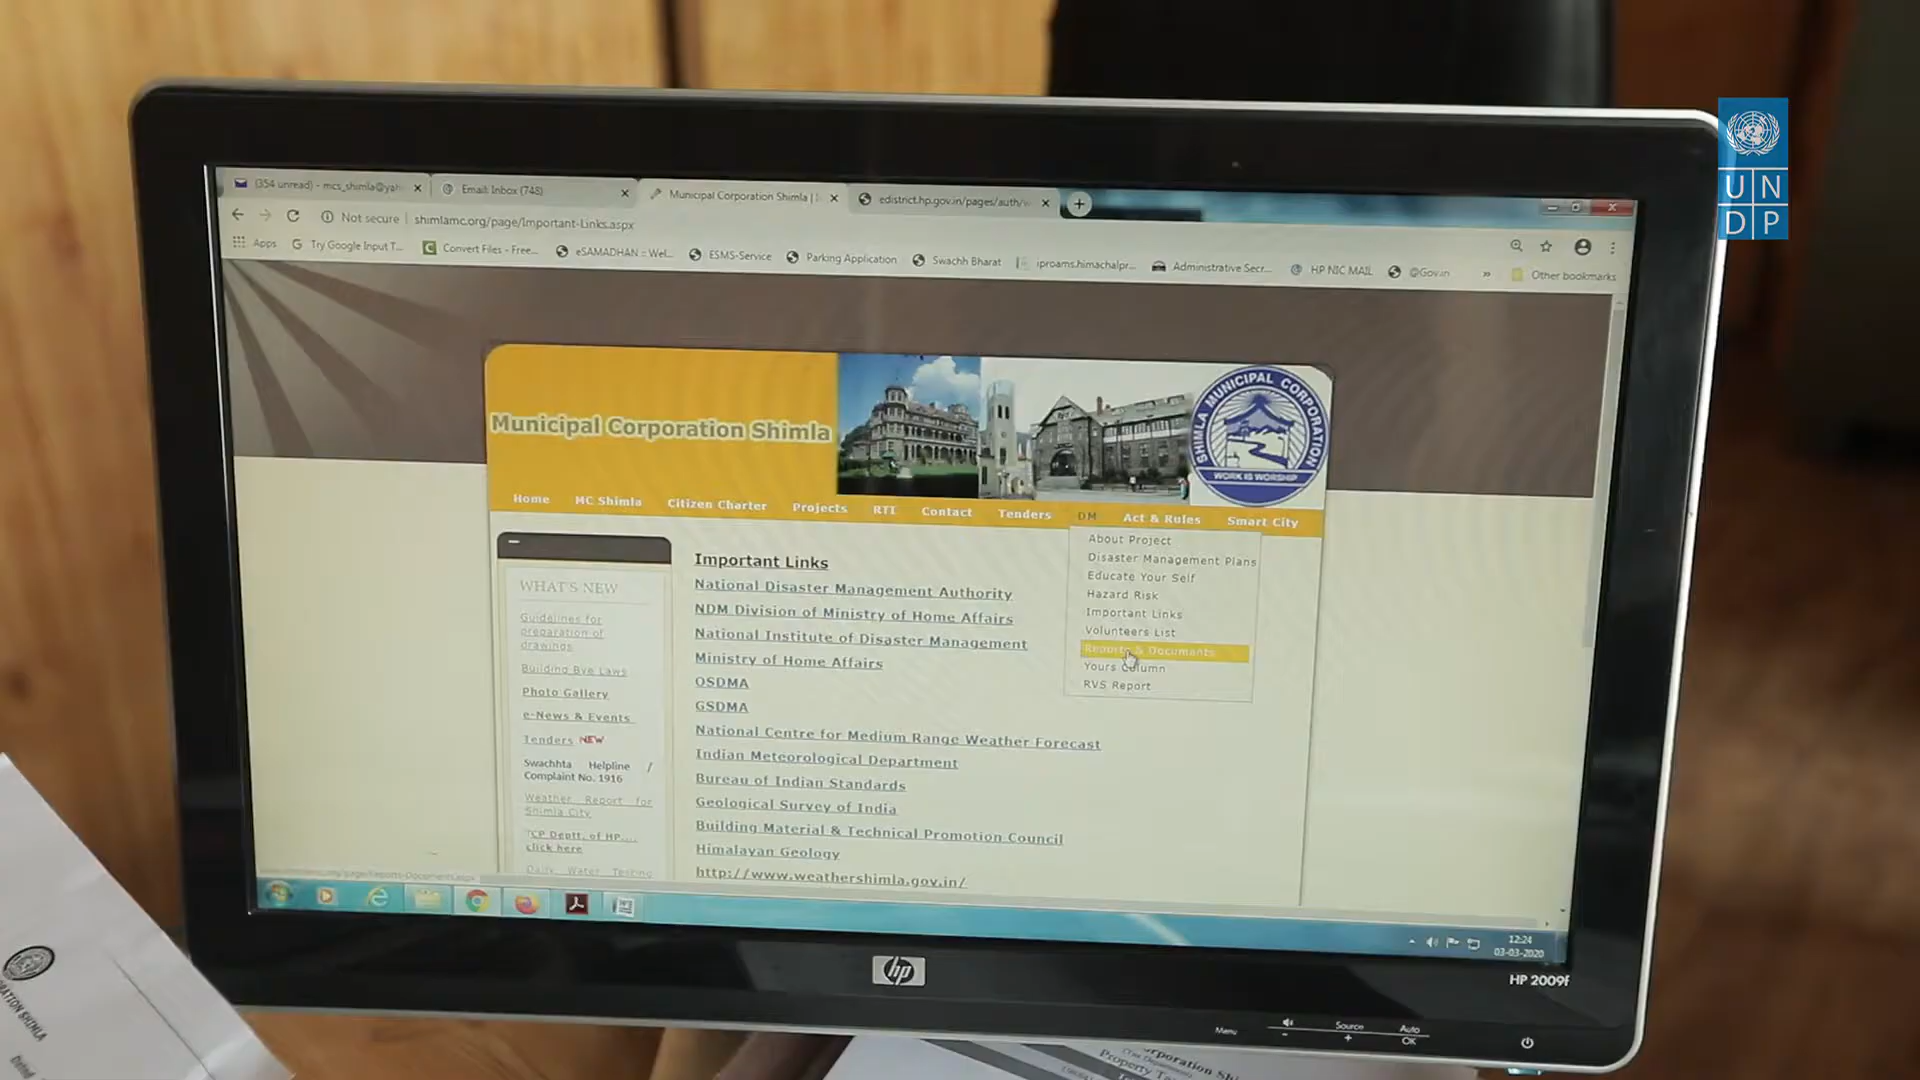 UN
DP
(354 unread) - mcs_shimla@yah
Email: Inbox (748)
Municipal Corporation Shimla |
edistrict.hp.gov.in/pages/auth/
Not secure | shimlamc.org/page/Important-Links.aspx
Apps
Try Google Input T...
Convert Files - Free...
eSAMADHAN :: Wel...
ESMS-Service
Parking Application
Swachh Bharat
Administrative Secr...
HP NIC MAIL
@Gov.in
»
Other bookmarks
Municipal Corporation Shimla
SHIMLA MUNICIPAL CORPORATION
WORK IS WORSHIP
Home
MC Shimla
Citizen Charter
Projects
RTI
Contact
Tenders
DM
Act & Rules
Smart City
About Project
Disaster Management Plans
Educate Your Self
Hazard Risk
Important Links
Volunteers List
Reports & Documents
Yours Column
RVS Report
WHAT'S NEW
Guidelines for
preparation of
drawings
Building Bye Laws
Photo Gallery
e-News & Events
Tenders NEW
Swachhta Helpline /
Complaint No. 1916
Weather Report for
Shimla City
TCP Deptt. of HP....
click here
Daily Water Testing
Important Links
National Disaster Management Authority
NDM Division of Ministry of Home Affairs
National Institute of Disaster Management
Ministry of Home Affairs
OSDMA
GSDMA
National Centre for Medium Range Weather Forecast
Indian Meteorological Department
Bureau of Indian Standards
Geological Survey of India
Building Material & Technical Promotion Council
Himalayan Geology
http://www.weathershimla.gov.in/
12:24
03-03-2020
hp
HP 2009f
Menu
Source
Auto
OK
SHIMLA
Property